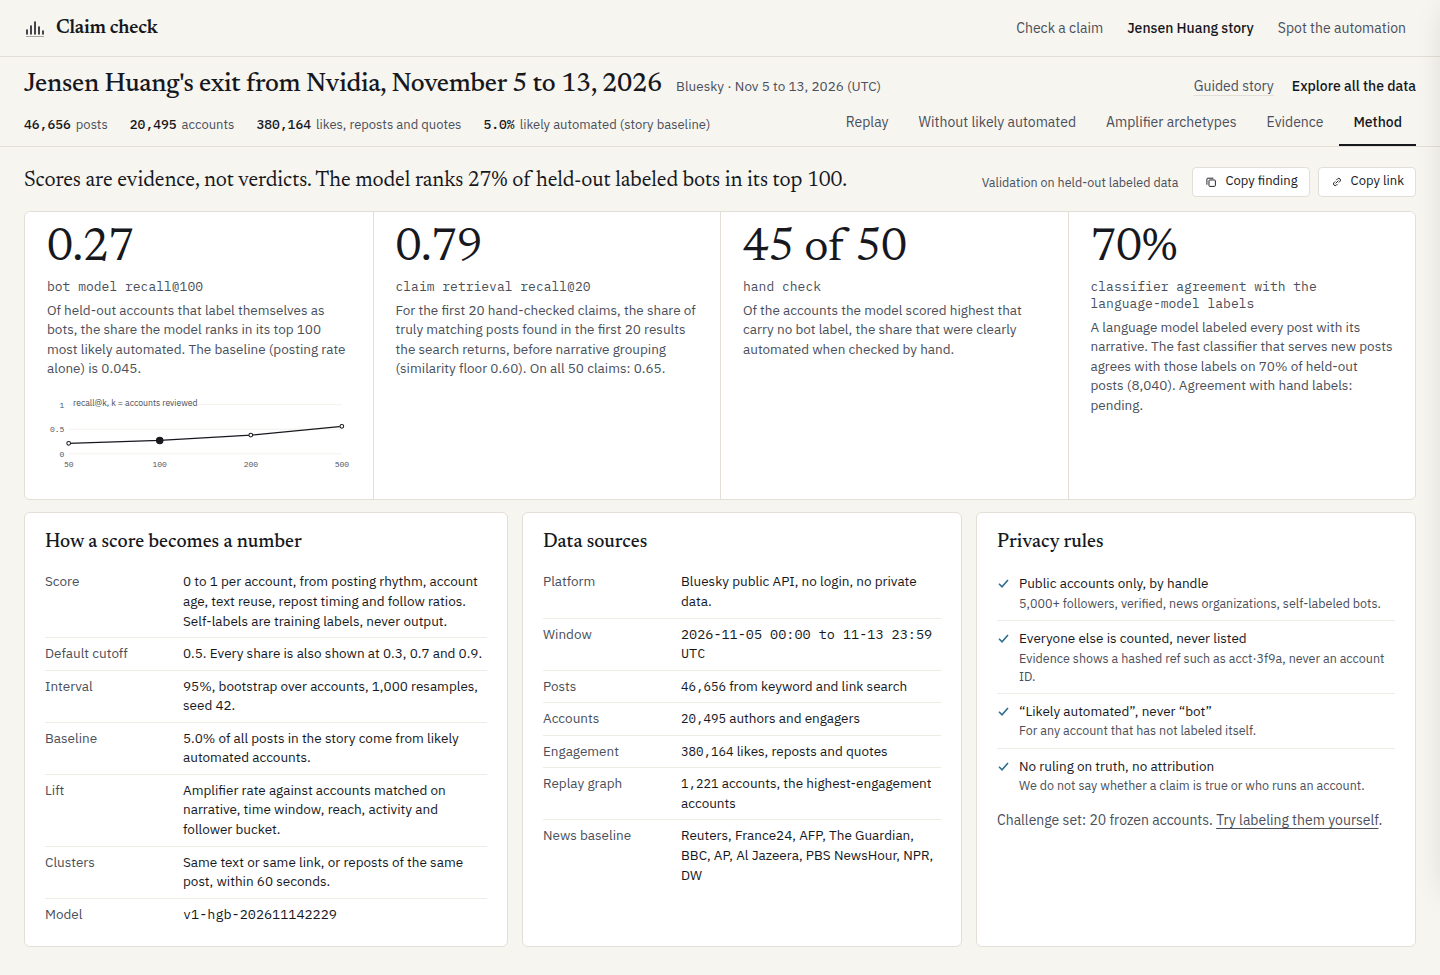 Claim check
Check a claim
Jensen Huang story
Spot the automation
Jensen Huang's exit from Nvidia, November 5 to 13, 2026
Bluesky · Nov 5 to 13, 2026 (UTC)
Guided story
Explore all the data
46,656 posts
20,495 accounts
380,164 likes, reposts and quotes
5.0% likely automated (story baseline)
Replay
Without likely automated
Amplifier archetypes
Evidence
Method
Scores are evidence, not verdicts. The model ranks 27% of held-out labeled bots in its top 100.
Validation on held-out labeled data
Copy finding
Copy link
0.27
bot model recall@100
Of held-out accounts that label themselves as
bots, the share the model ranks in its top 100
most likely automated. The baseline (posting rate
alone) is 0.045.
recall@k, k = accounts reviewed
1
0.5
0
50
100
200
500
0.79
claim retrieval recall@20
For the first 20 hand-checked claims, the share of
truly matching posts found in the first 20 results
the search returns, before narrative grouping
(similarity floor 0.60). On all 50 claims: 0.65.
45 of 50
hand check
Of the accounts the model scored highest that
carry no bot label, the share that were clearly
automated when checked by hand.
70%
classifier agreement with the
language-model labels
A language model labeled every post with its
narrative. The fast classifier that serves new posts
agrees with those labels on 70% of held-out
posts (8,040). Agreement with hand labels:
pending.
How a score becomes a number
Score
0 to 1 per account, from posting rhythm, account
age, text reuse, repost timing and follow ratios.
Self-labels are training labels, never output.
Default cutoff
0.5. Every share is also shown at 0.3, 0.7 and 0.9.
Interval
95%, bootstrap over accounts, 1,000 resamples,
seed 42.
Baseline
5.0% of all posts in the story come from likely
automated accounts.
Lift
Amplifier rate against accounts matched on
narrative, time window, reach, activity and
follower bucket.
Clusters
Same text or same link, or reposts of the same
post, within 60 seconds.
Model
v1-hgb-202611142229
Data sources
Platform
Bluesky public API, no login, no private
data.
Window
2026-11-05 00:00 to 11-13 23:59
UTC
Posts
46,656 from keyword and link search
Accounts
20,495 authors and engagers
Engagement
380,164 likes, reposts and quotes
Replay graph
1,221 accounts, the highest-engagement
accounts
News baseline
Reuters, France24, AFP, The Guardian,
BBC, AP, Al Jazeera, PBS NewsHour, NPR,
DW
Privacy rules
Public accounts only, by handle
5,000+ followers, verified, news organizations, self-labeled bots.
Everyone else is counted, never listed
Evidence shows a hashed ref such as acct·3f9a, never an account
ID.
“Likely automated”, never “bot”
For any account that has not labeled itself.
No ruling on truth, no attribution
We do not say whether a claim is true or who runs an account.
Challenge set: 20 frozen accounts. Try labeling them yourself.